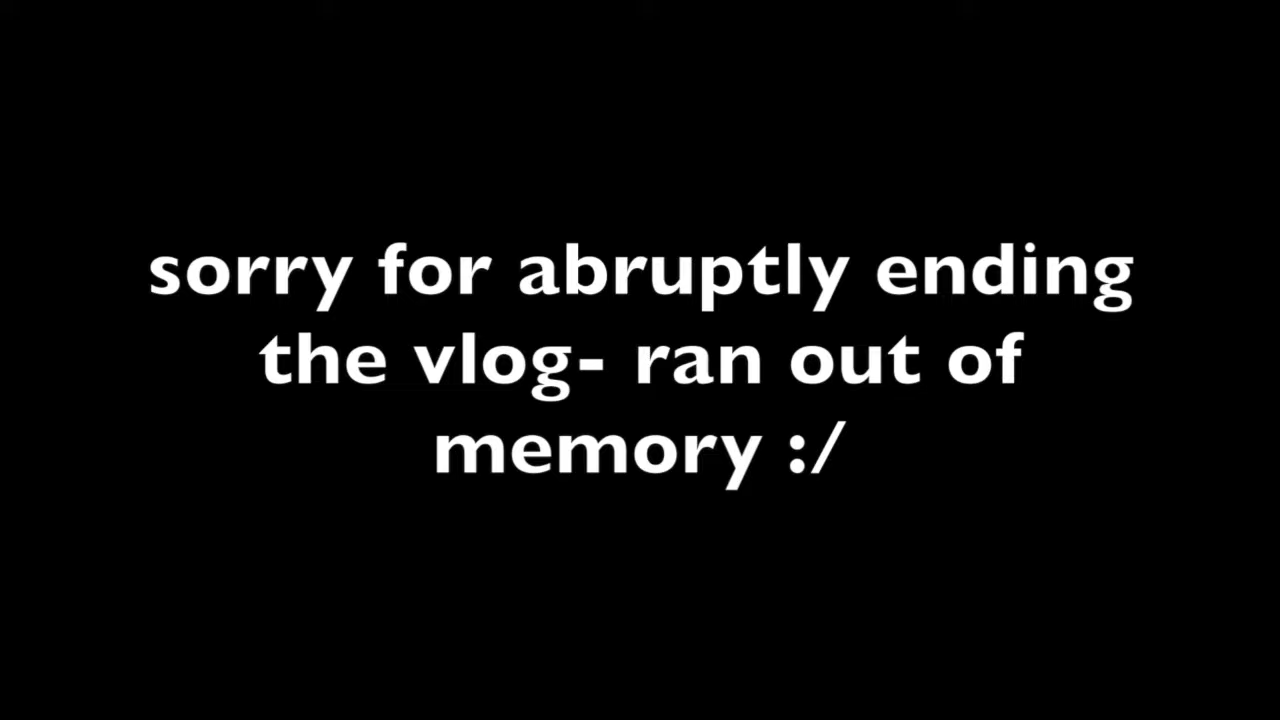 sorry for abruptly ending
the vlog- ran out of
memory :/